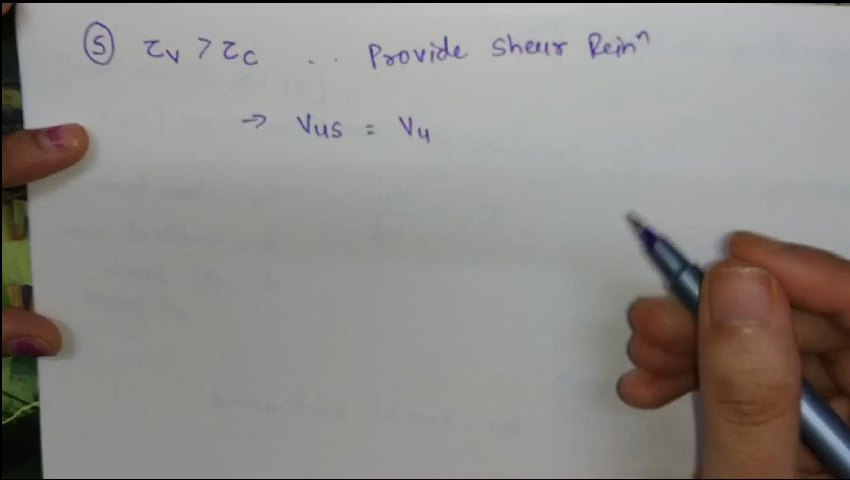 ⑤ τv > τc .. Provide Shear Reinⁿ
→ Vus = Vu